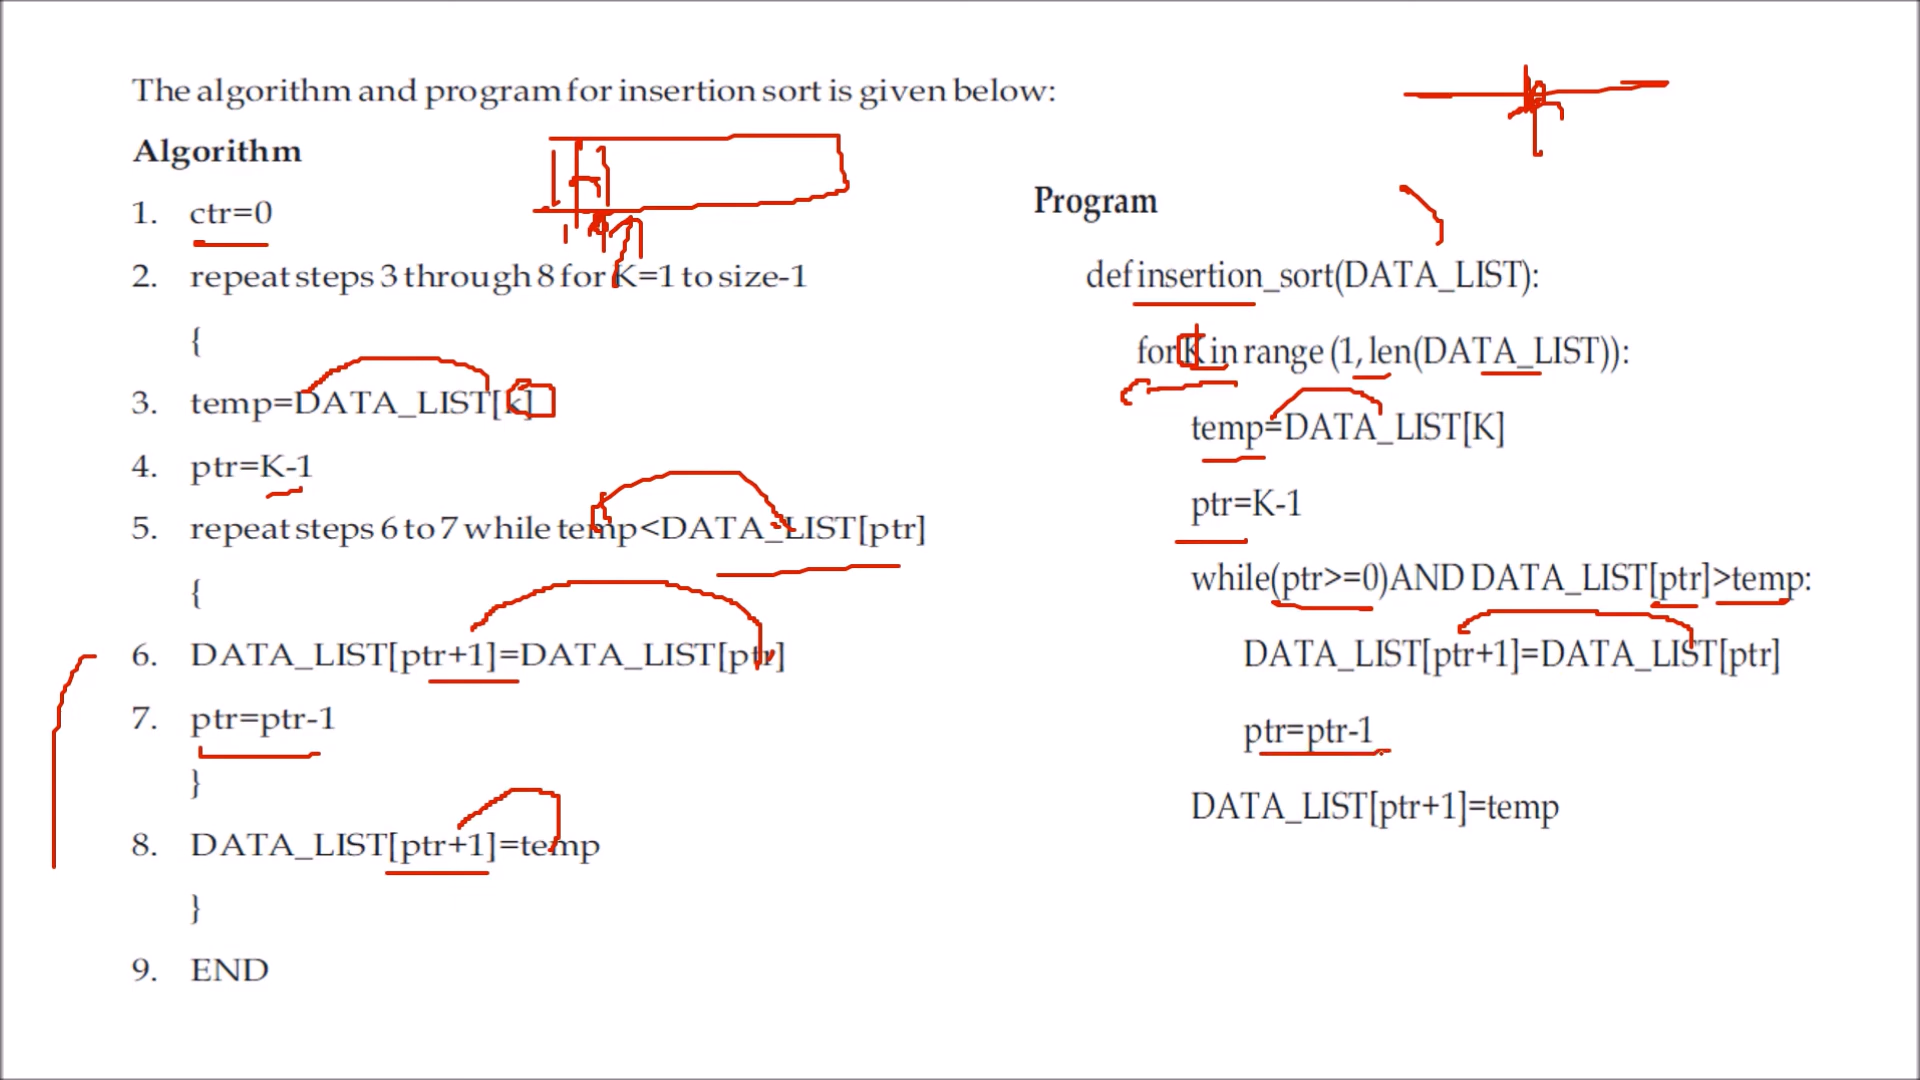 The algorithm and program for insertion sort is given below:
Algorithm
1. ctr=0
2. repeat steps 3 through 8 for K=1 to size-1
{
3. temp=DATA_LIST[k]
4. ptr=K-1
5. repeat steps 6 to 7 while temp<DATA_LIST[ptr]
{
6. DATA_LIST[ptr+1]=DATA_LIST[ptr]
7. ptr=ptr-1
}
8. DATA_LIST[ptr+1]=temp
}
9. END
Program
def insertion_sort(DATA_LIST):
for K in range (1, len(DATA_LIST)):
temp=DATA_LIST[K]
ptr=K-1
while(ptr>=0)AND DATA_LIST[ptr]>temp:
DATA_LIST[ptr+1]=DATA_LIST[ptr]
ptr=ptr-1
DATA_LIST[ptr+1]=temp